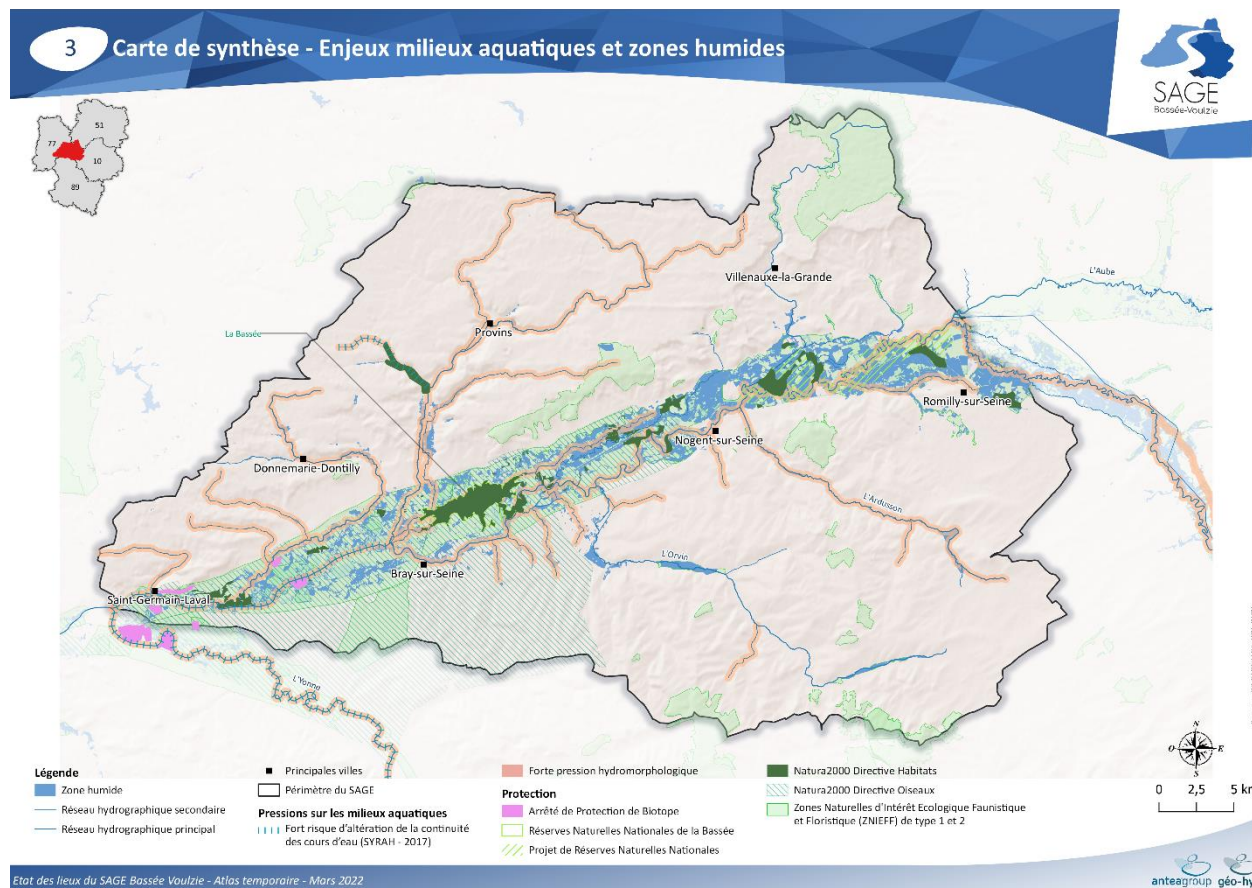 3 Carte de synthèse - Enjeux milieux aquatiques et zones humides
SAGE
Bassée-Voulzie
51
77
10
89
L'Aube
Villenauxe-la-Grande
La Bassée
Provins
Romilly-sur-Seine
Nogent-sur-Seine
Donnemarie-Dontilly
L'Ardusson
L'Orvin
Bray-sur-Seine
Saint-Germain-Laval
L'Yonne
N
O
E
S
0 2,5 5 km
Légende
Zone humide
Réseau hydrographique secondaire
Réseau hydrographique principal
Principales villes
Périmètre du SAGE
Pressions sur les milieux aquatiques
Fort risque d'altération de la continuité
des cours d'eau (SYRAH - 2017)
Forte pression hydromorphologique
Protection
Arrêté de Protection de Biotope
Réserves Naturelles Nationales de la Bassée
Projet de Réserves Naturelles Nationales
Natura2000 Directive Habitats
Natura2000 Directive Oiseaux
Zones Naturelles d'Intérêt Ecologique Faunistique
et Floristique (ZNIEFF) de type 1 et 2
Etat des lieux du SAGE Bassée Voulzie - Atlas temporaire - Mars 2022
anteagroup géo-hy